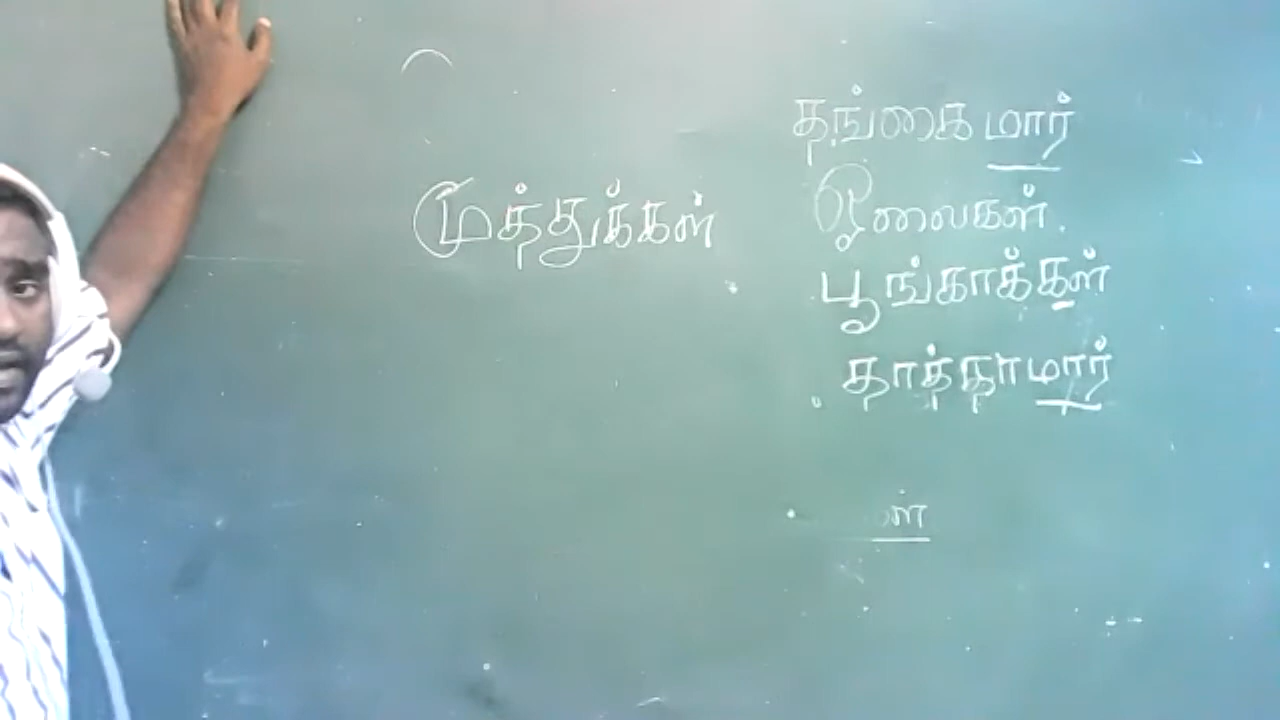 முத்துக்கள்
தங்கைமார்
ஓலைகள்.
பூங்காக்கள்
தாத்தாமார்
ள்